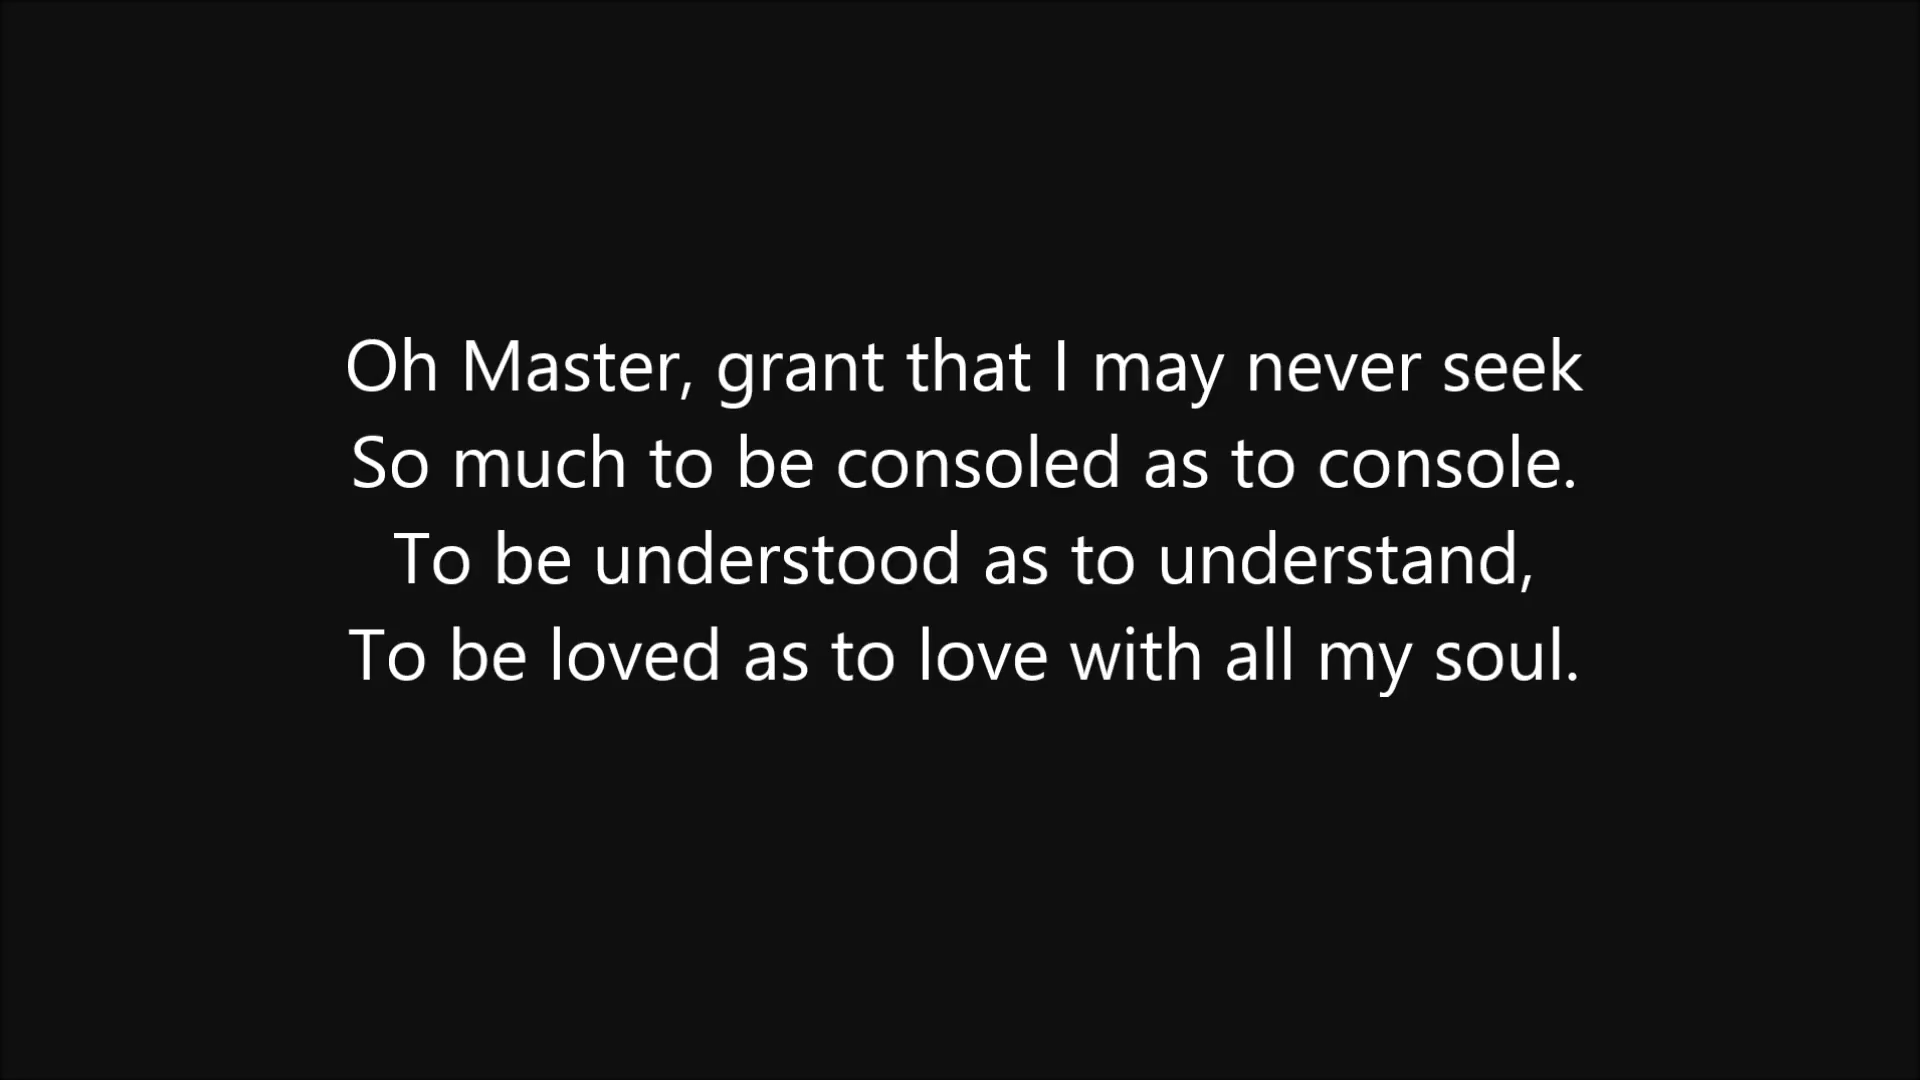 Oh Master, grant that I may never seek
So much to be consoled as to console.
To be understood as to understand,
To be loved as to love with all my soul.